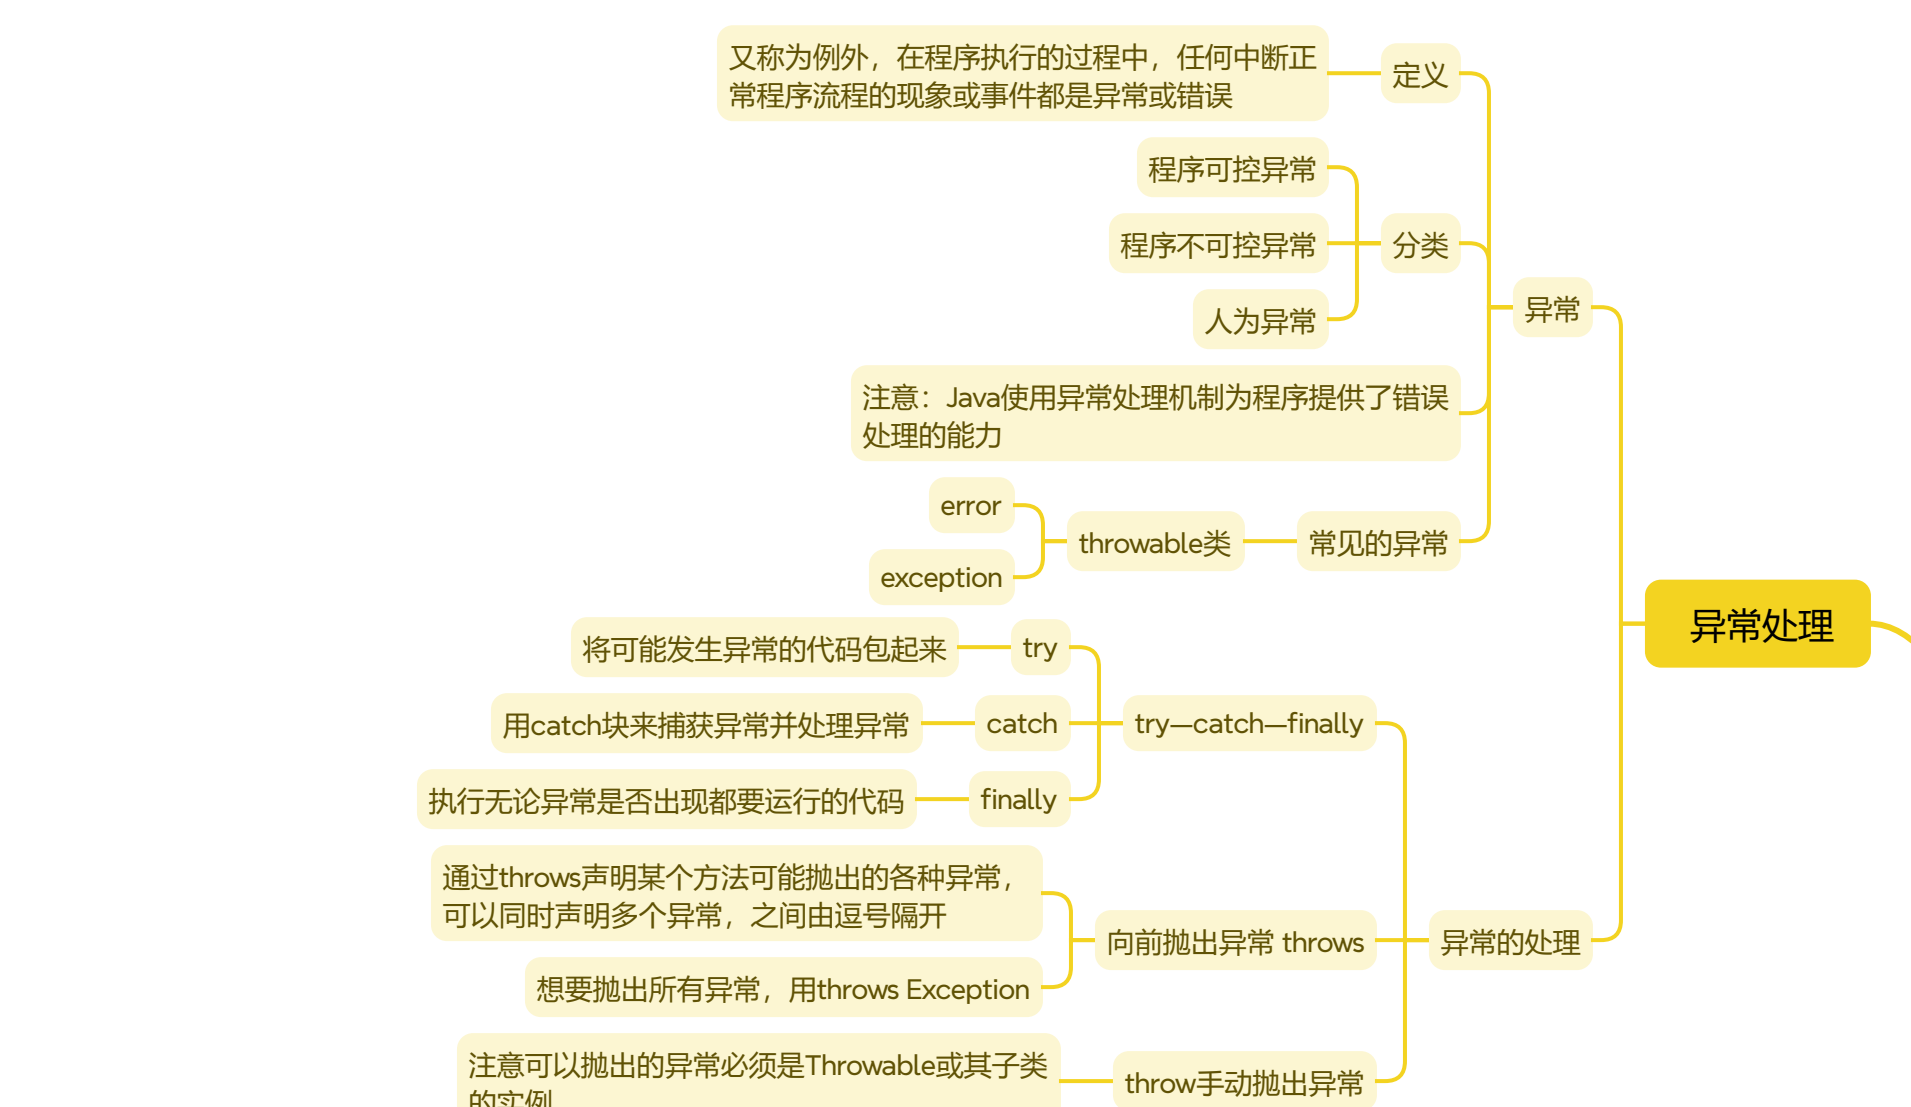 异常处理
异常
定义
又称为例外，在程序执行的过程中，任何中断正
常程序流程的现象或事件都是异常或错误
分类
程序可控异常
程序不可控异常
人为异常
注意：Java使用异常处理机制为程序提供了错误
处理的能力
常见的异常
throwable类
error
exception
异常的处理
try—catch—finally
try
将可能发生异常的代码包起来
catch
用catch块来捕获异常并处理异常
finally
执行无论异常是否出现都要运行的代码
向前抛出异常 throws
通过throws声明某个方法可能抛出的各种异常，
可以同时声明多个异常，之间由逗号隔开
想要抛出所有异常，用throws Exception
throw手动抛出异常
注意可以抛出的异常必须是Throwable或其子类
的实例